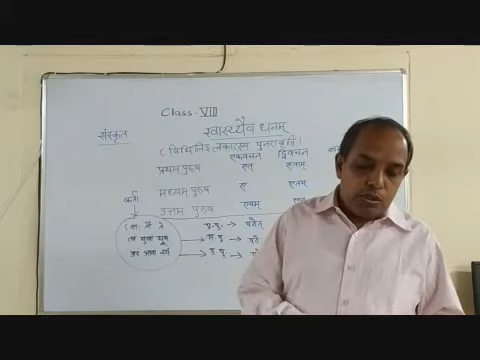 Class-VIII
संस्कृत
स्वास्थ्यैव धनम्
(विधिलिङ् लकारस्य पुनरावृत्ति)
एकवचन द्विवचन
प्रथम पुरुष एत् एताम्
कर्ता
मध्यम पुरुष ए एतम्
उत्तम पुरुष एयम्
सः तौ ते प्र.पु. → पठेत्
त्वं युवां यूयं म.पु. → पठे
उ.पु. →